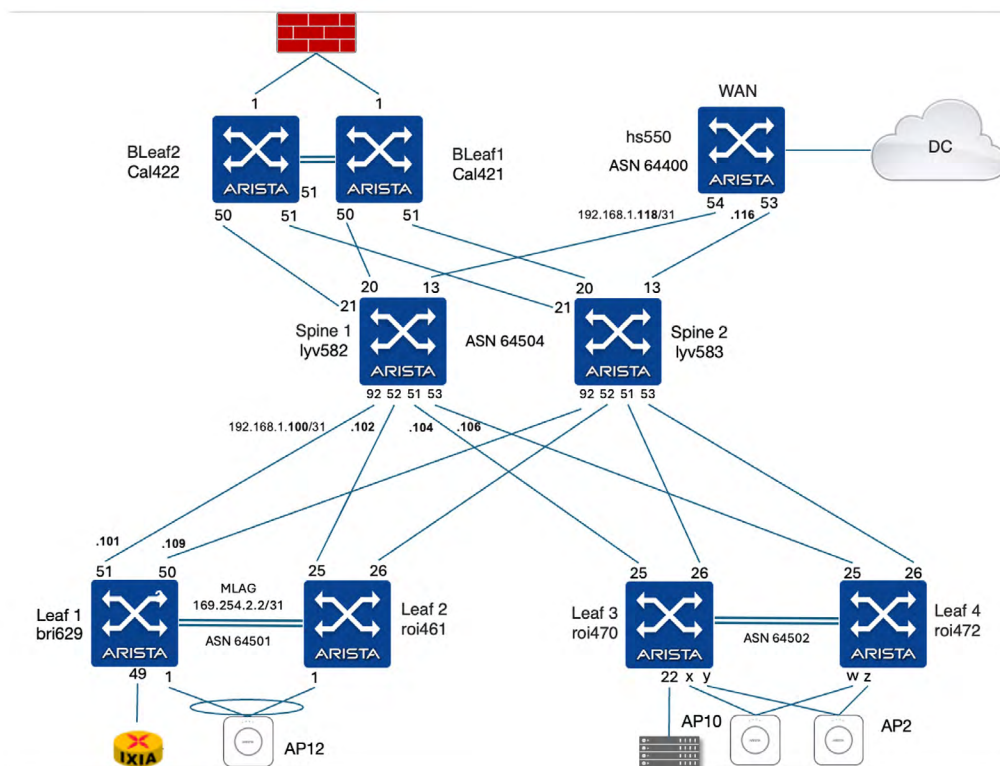 1
1
WAN
BLeaf2
Cal422
ARISTA
51
ARISTA
BLeaf1
Cal421
hs550
ASN 64400
ARISTA
DC
50
51
50
51
54
53
192.168.1.118/31
.116
21
20
13
21
20
13
Spine 1
lyv582
ARISTA
ASN 64504
ARISTA
Spine 2
lyv583
92 52 51 53
92 52 51 53
192.168.1.100/31
.102
.104
.106
.101
.109
51
50
25
26
25
26
25
26
Leaf 1
bri629
?
ARISTA
MLAG
169.254.2.2/31
ASN 64501
ARISTA
Leaf 2
roi461
Leaf 3
roi470
ARISTA
ASN 64502
ARISTA
Leaf 4
roi472
49
1
1
22
x y
w z
IXIA
AP12
AP10
AP2